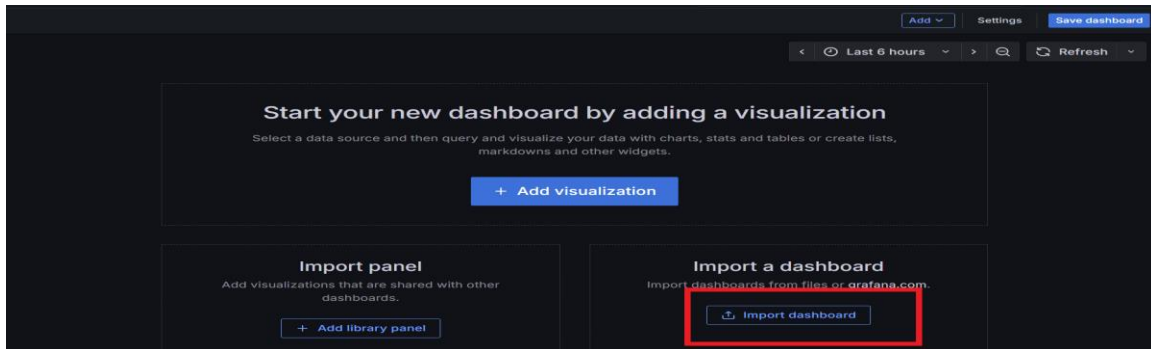 Add
Settings
Save dashboard
Last 6 hours
Refresh
Start your new dashboard by adding a visualization
Select a data source and then query and visualize your data with charts, stats and tables or create lists,
markdowns and other widgets.
+ Add visualization
Import panel
Add visualizations that are shared with other
dashboards.
+ Add library panel
Import a dashboard
Import dashboards from files or grafana.com.
Import dashboard